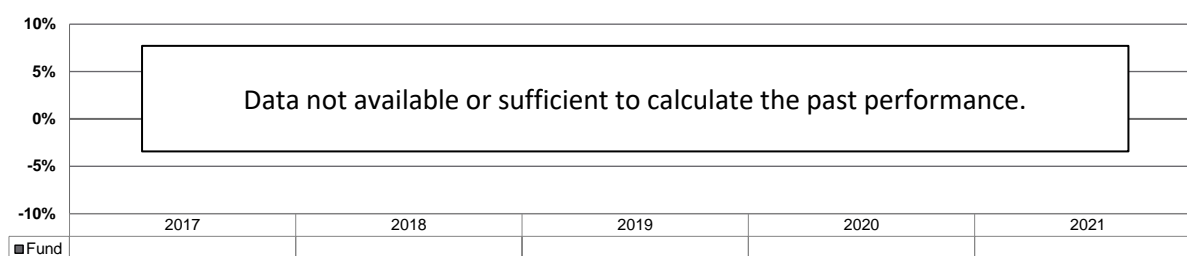 10%
5%
Data not available or sufficient to calculate the past performance.
0%
-5%
-10%
2017 2018 2019 2020 2021
Fund